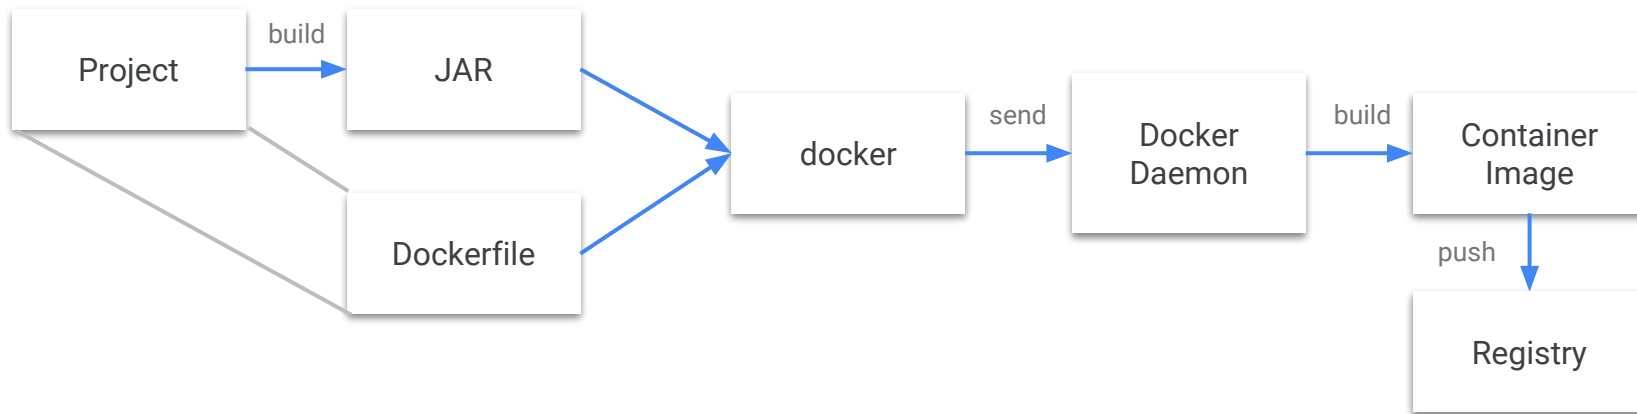 Project
build
JAR
Dockerfile
docker
send
Docker
Daemon
build
Container
Image
push
Registry